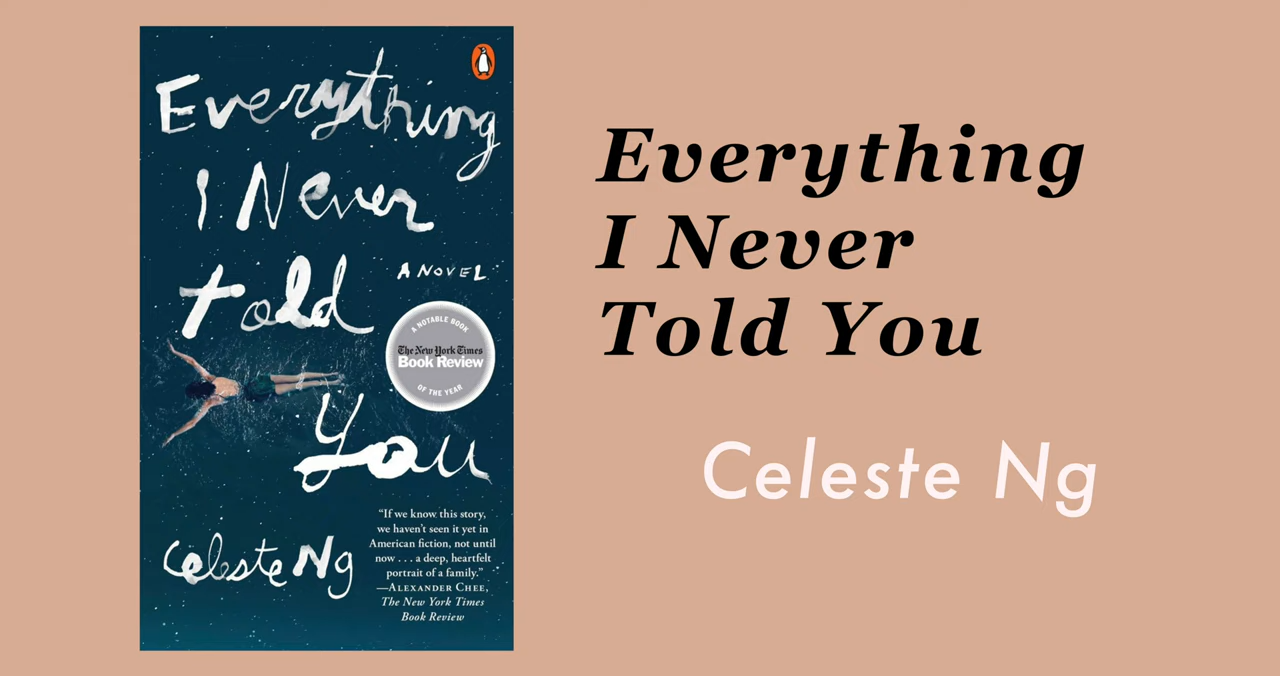 Everything
I Never
told
A NOVEL
A NOTABLE BOOK
The New York Times
Book Review
OF THE YEAR
You
Celeste Ng
“If we know this story,
we haven’t seen it yet in
American fiction, not until
now . . . a deep, heartfelt
portrait of a family.”
—ALEXANDER CHEE,
The New York Times
Book Review
Everything
I Never
Told You
Celeste Ng